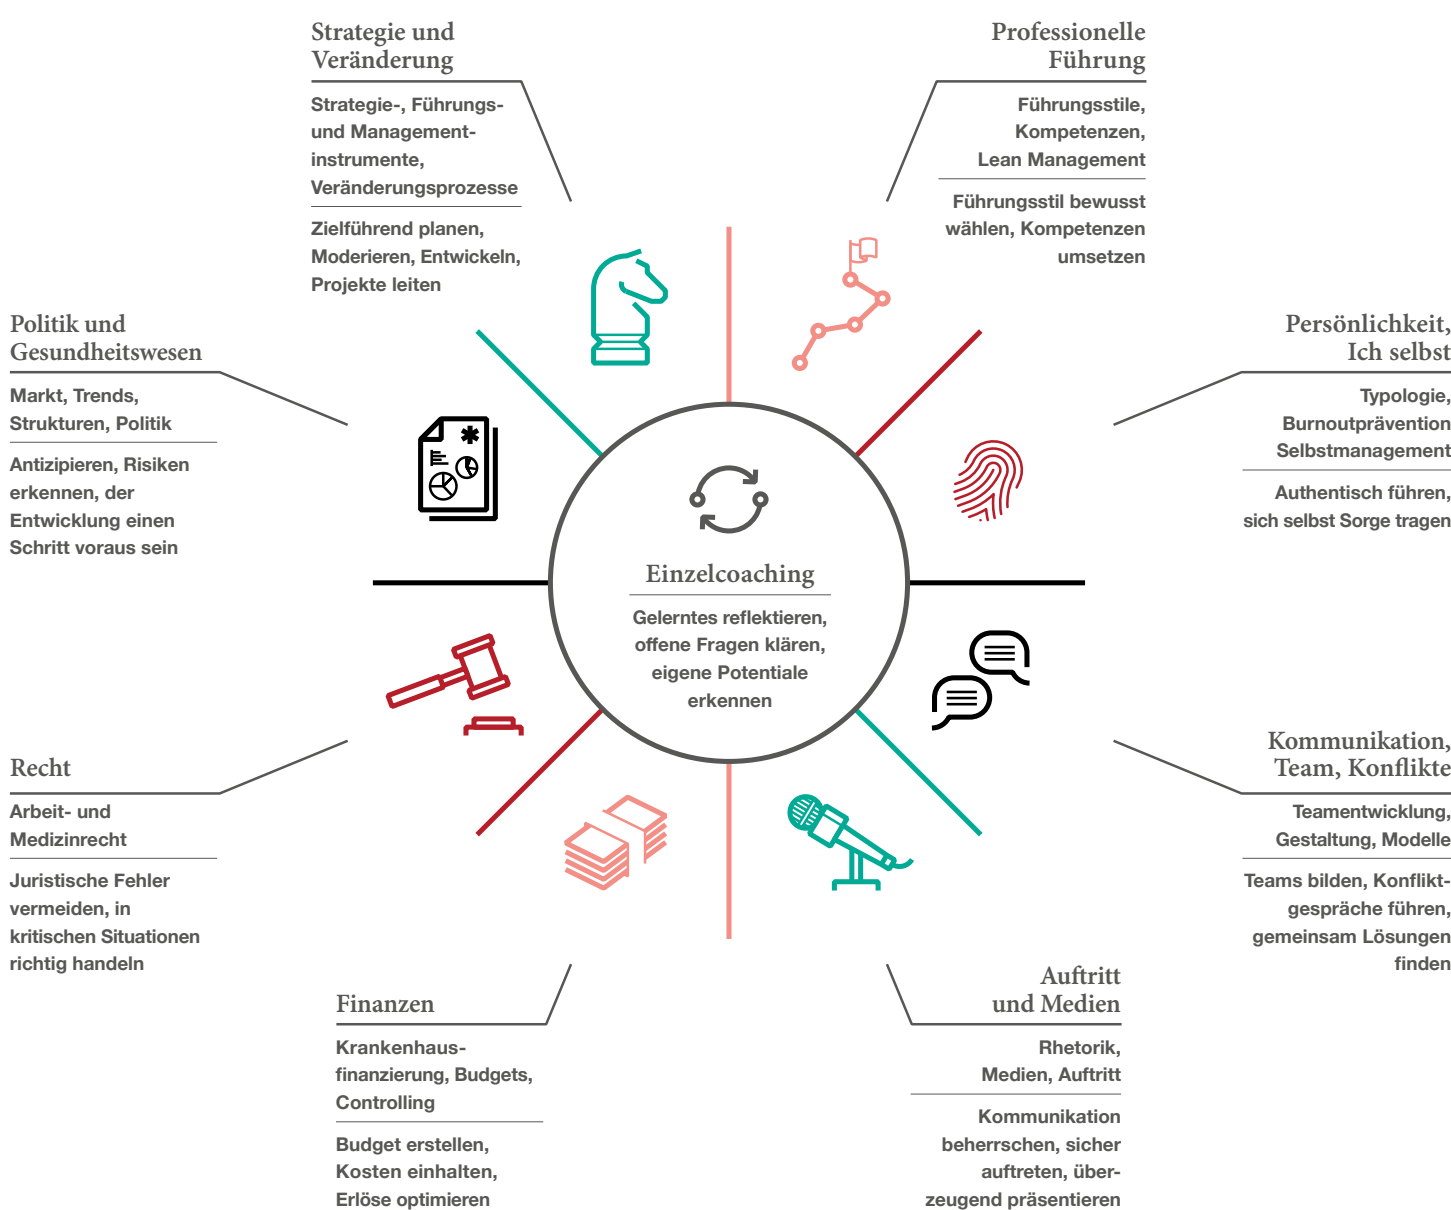 Strategie und
Veränderung
Strategie-, Führungs-
und Management-
instrumente,
Veränderungsprozesse
Zielführend planen,
Moderieren, Entwickeln,
Projekte leiten
Professionelle
Führung
Führungsstile,
Kompetenzen,
Lean Management
Führungsstil bewusst
wählen, Kompetenzen
umsetzen
Politik und
Gesundheitswesen
Markt, Trends,
Strukturen, Politik
Antizipieren, Risiken
erkennen, der
Entwicklung einen
Schritt voraus sein
Persönlichkeit,
Ich selbst
Typologie,
Burnoutprävention
Selbstmanagement
Authentisch führen,
sich selbst Sorge tragen
Einzelcoaching
Gelerntes reflektieren,
offene Fragen klären,
eigene Potentiale
erkennen
Recht
Arbeit- und
Medizinrecht
Juristische Fehler
vermeiden, in
kritischen Situationen
richtig handeln
Kommunikation,
Team, Konflikte
Teamentwicklung,
Gestaltung, Modelle
Teams bilden, Konflikt-
gespräche führen,
gemeinsam Lösungen
finden
Finanzen
Krankenhaus-
finanzierung, Budgets,
Controlling
Budget erstellen,
Kosten einhalten,
Erlöse optimieren
Auftritt
und Medien
Rhetorik,
Medien, Auftritt
Kommunikation
beherrschen, sicher
auftreten, über-
zeugend präsentieren